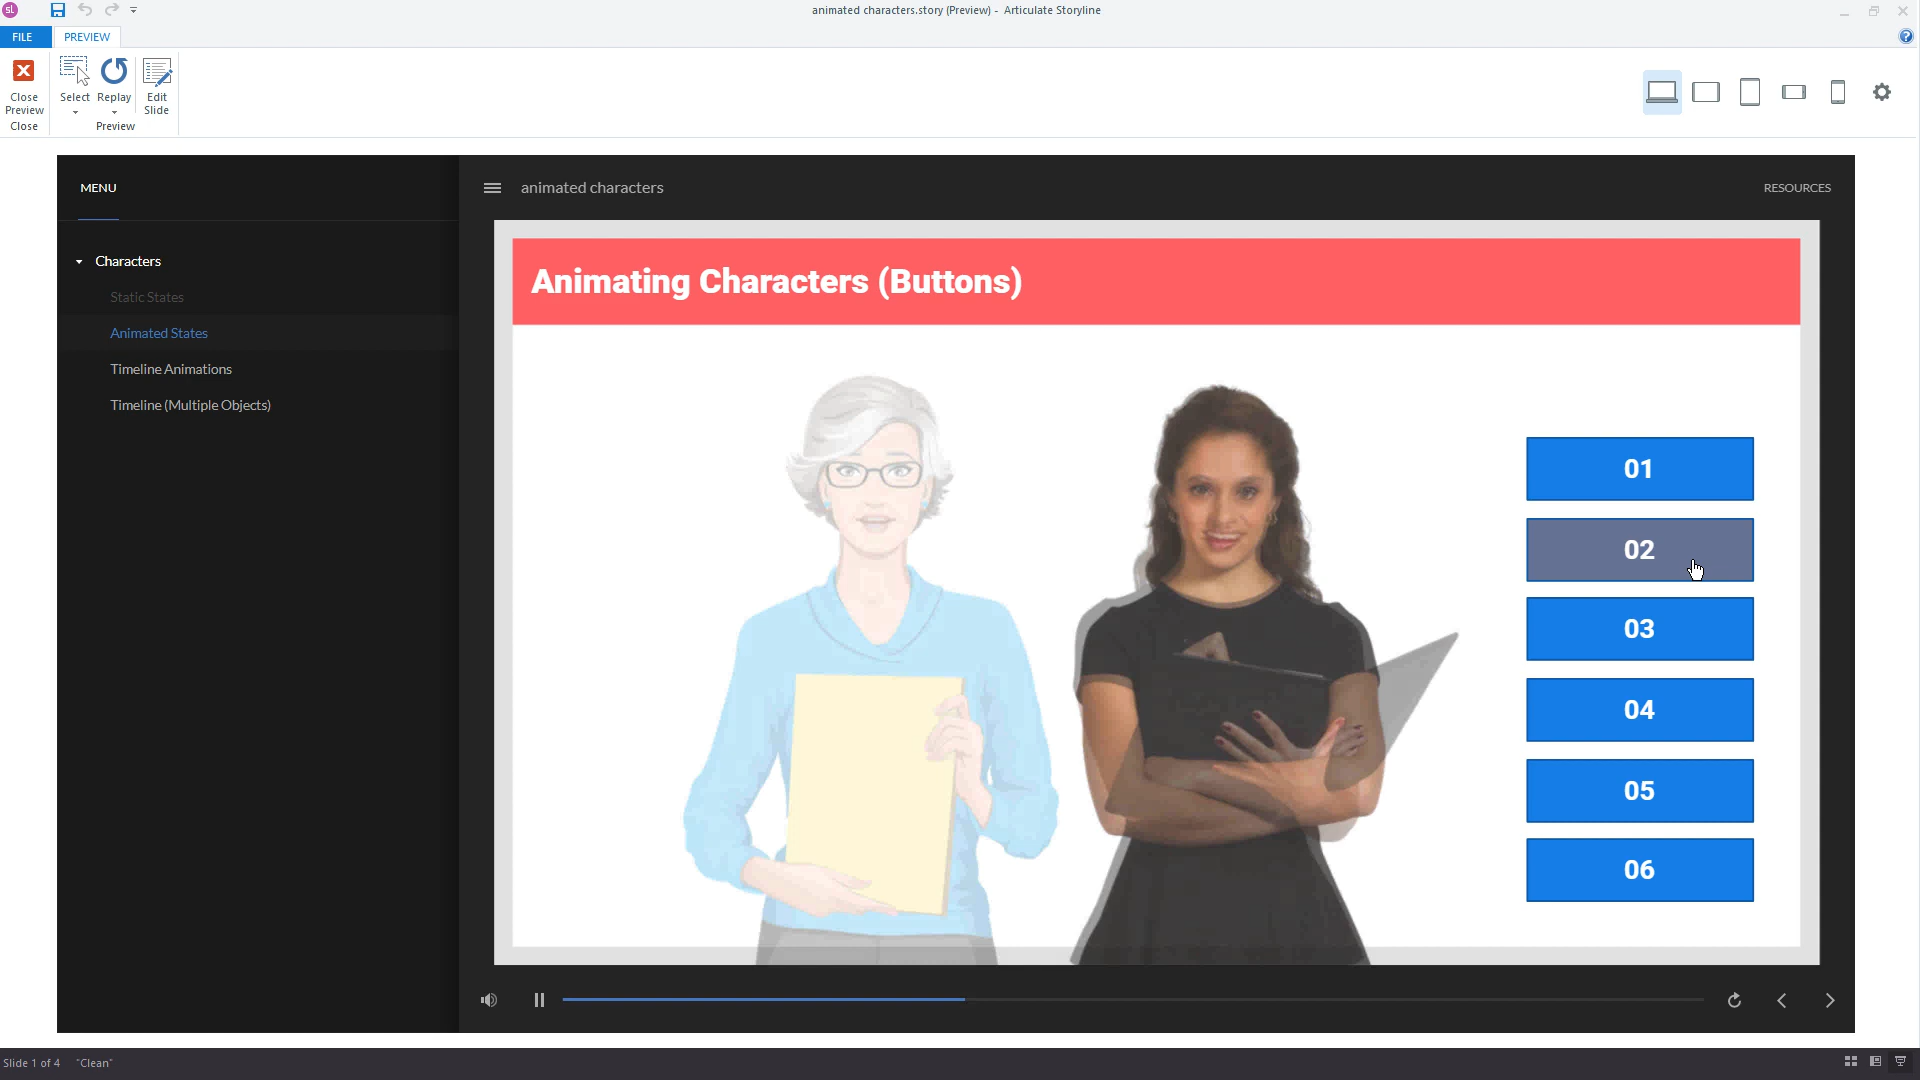 SL
animated characters.story (Preview) - Articulate Storyline
FILE
PREVIEW
?
Close Preview
Select
Replay
Edit Slide
Close
Preview
MENU
animated characters
RESOURCES
Characters
Static States
Animated States
Timeline Animations
Timeline (Multiple Objects)
Animating Characters (Buttons)
01
02
03
04
05
06
Slide 1 of 4 "Clean"